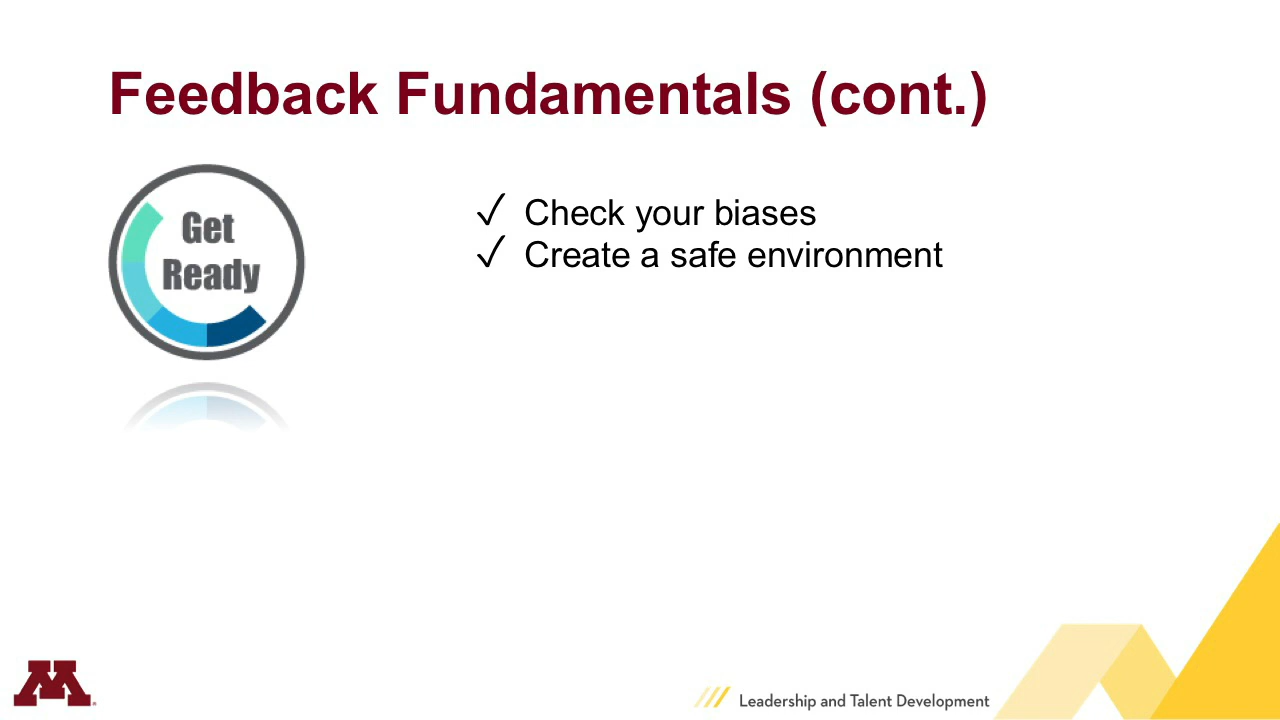 Feedback Fundamentals (cont.)
Get
Ready
✓ Check your biases
✓ Create a safe environment
M
Leadership and Talent Development